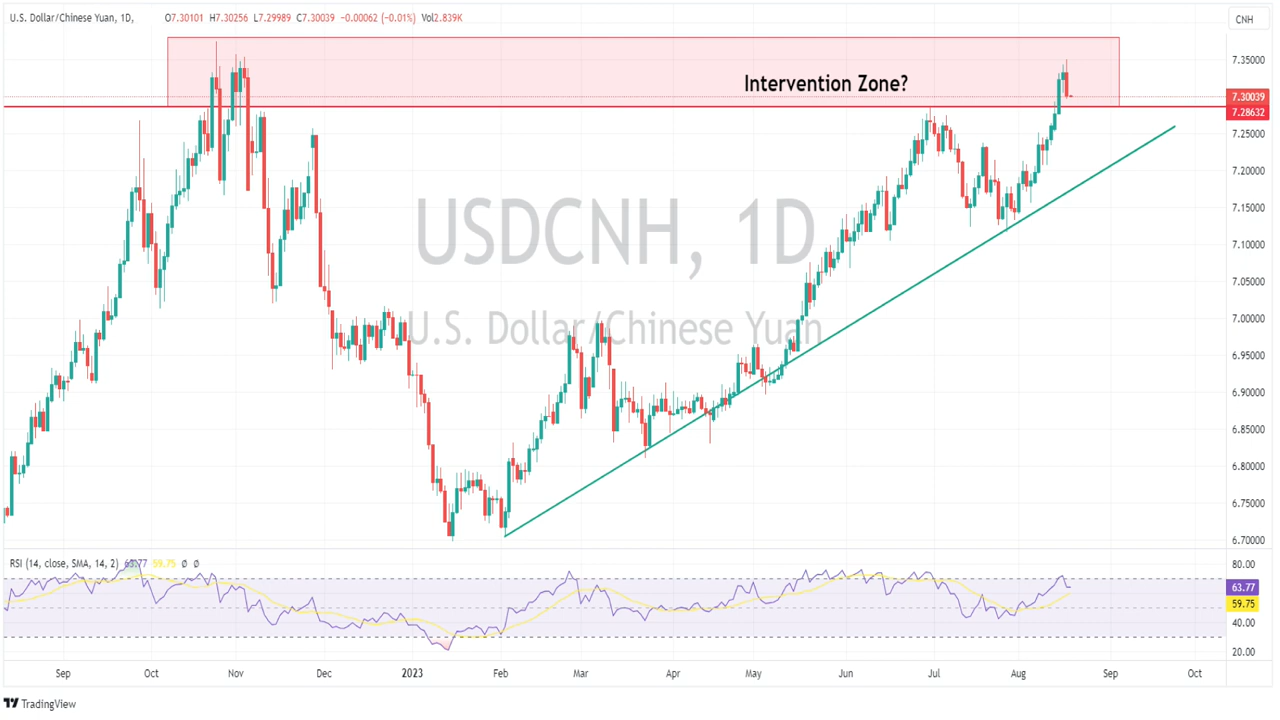 U.S. Dollar/Chinese Yuan, 1D, O7.30101 H7.30256 L7.29989 C7.30039 −0.00062 (−0.01%) Vol2.839K
CNH
Intervention Zone?
7.35000
7.30039
7.28632
7.25000
7.20000
7.15000
7.10000
7.05000
7.00000
6.95000
6.90000
6.85000
6.80000
6.75000
6.70000
USDCNH, 1D
U.S. Dollar/Chinese Yuan
RSI (14, close, SMA, 14, 2) 63.77 59.75 Ø Ø
80.00
63.77
59.75
40.00
20.00
Sep Oct Nov Dec 2023 Feb Mar Apr May Jun Jul Aug Sep Oct
TradingView